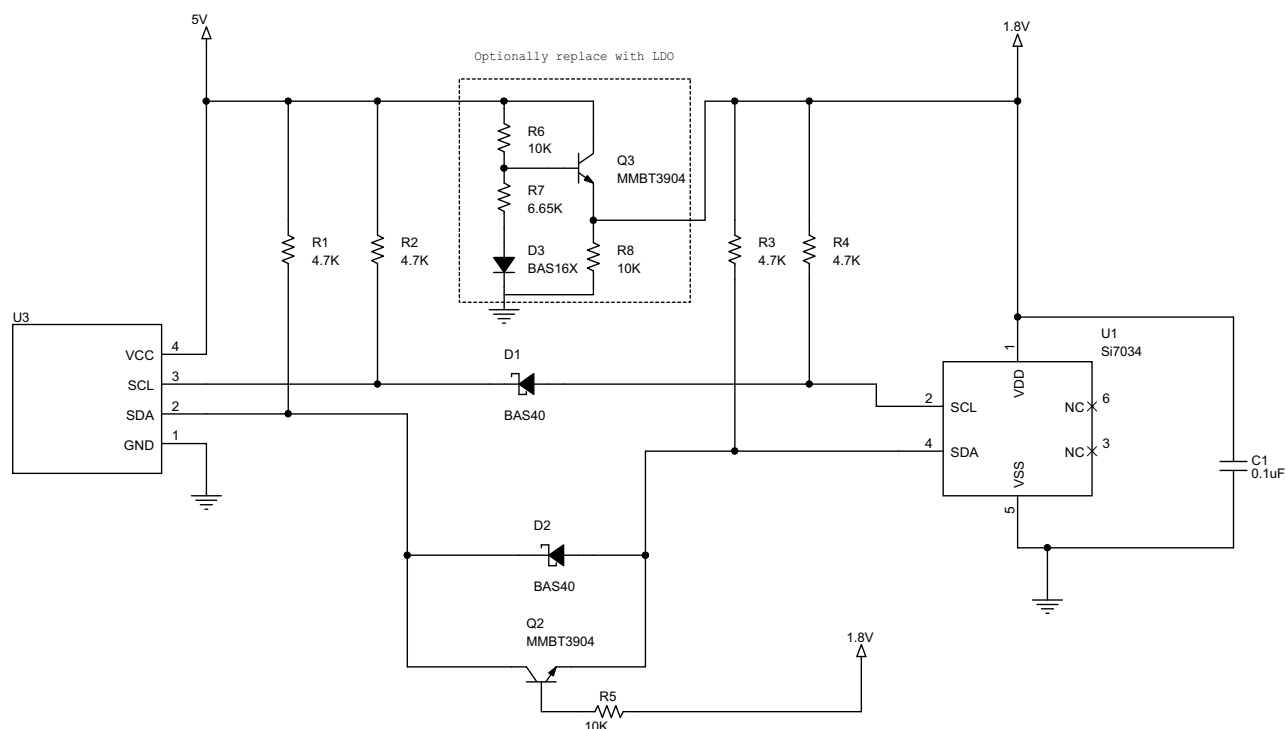 5V
1.8V
Optionally replace with LDO
R6
10K
Q3
MMBT3904
R7
6.65K
R1
4.7K
R2
4.7K
D3
BAS16X
R8
10K
R3
4.7K
R4
4.7K
U3
VCC
4
SCL
3
SDA
2
GND
1
D1
BAS40
U1
Si7034
1
VDD
2
SCL
NC
6
4
SDA
NC
3
VSS
5
C1
0.1uF
D2
BAS40
Q2
MMBT3904
1.8V
R5
10K